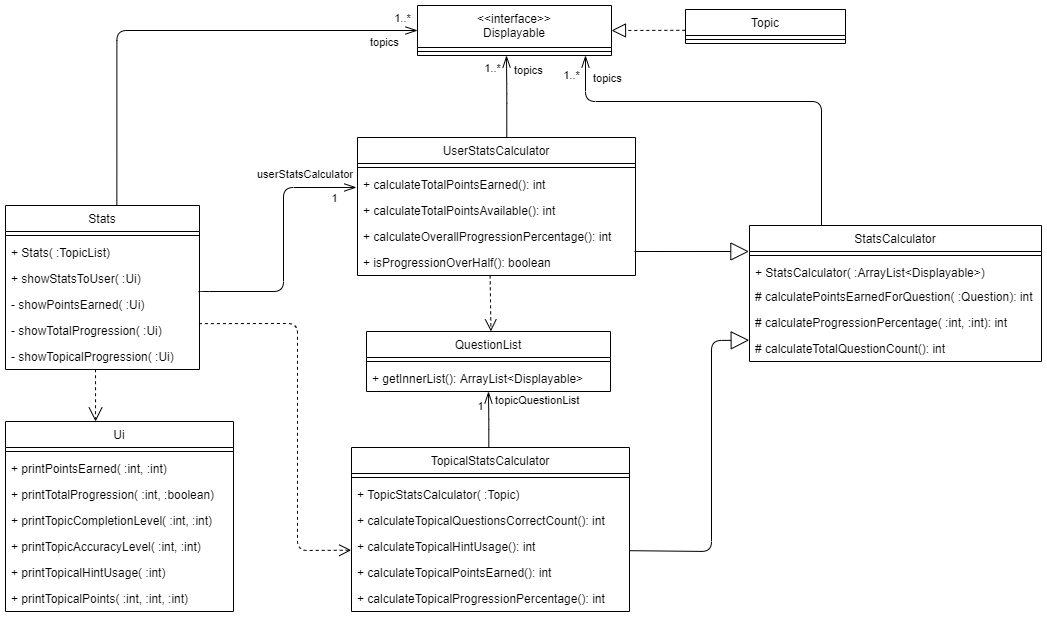 1..*
topics
<<interface>>
Displayable
Topic
1..*
topics
1..*
topics
UserStatsCalculator
+ calculateTotalPointsEarned(): int
+ calculateTotalPointsAvailable(): int
+ calculateOverallProgressionPercentage(): int
+ isProgressionOverHalf(): boolean
userStatsCalculator
1
Stats
+ Stats( :TopicList)
+ showStatsToUser( :Ui)
- showPointsEarned( :Ui)
- showTotalProgression( :Ui)
- showTopicalProgression( :Ui)
StatsCalculator
+ StatsCalculator( :ArrayList<Displayable>)
# calculatePointsEarnedForQuestion( :Question): int
# calculateProgressionPercentage( :int, :int): int
# calculateTotalQuestionCount(): int
QuestionList
+ getInnerList(): ArrayList<Displayable>
1
topicQuestionList
Ui
+ printPointsEarned( :int, :int)
+ printTotalProgression( :int, :boolean)
+ printTopicCompletionLevel( :int, :int)
+ printTopicAccuracyLevel( :int, :int)
+ printTopicalHintUsage( :int)
+ printTopicalPoints( :int, :int, :int)
TopicalStatsCalculator
+ TopicStatsCalculator( :Topic)
+ calculateTopicalQuestionsCorrectCount(): int
+ calculateTopicalHintUsage(): int
+ calculateTopicalPointsEarned(): int
+ calculateTopicalProgressionPercentage(): int